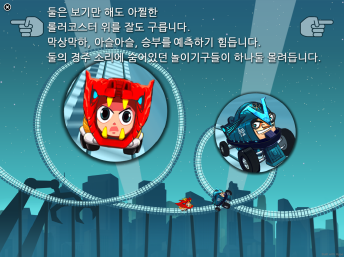 둘은 보기만 해도 아찔한
롤러코스터 위를 잘도 구릅니다.
막상막하, 아슬아슬, 승부를 예측하기 힘듭니다.
둘의 경주 소리에 숨어있던 놀이기구들이 하나둘 몰려듭니다.